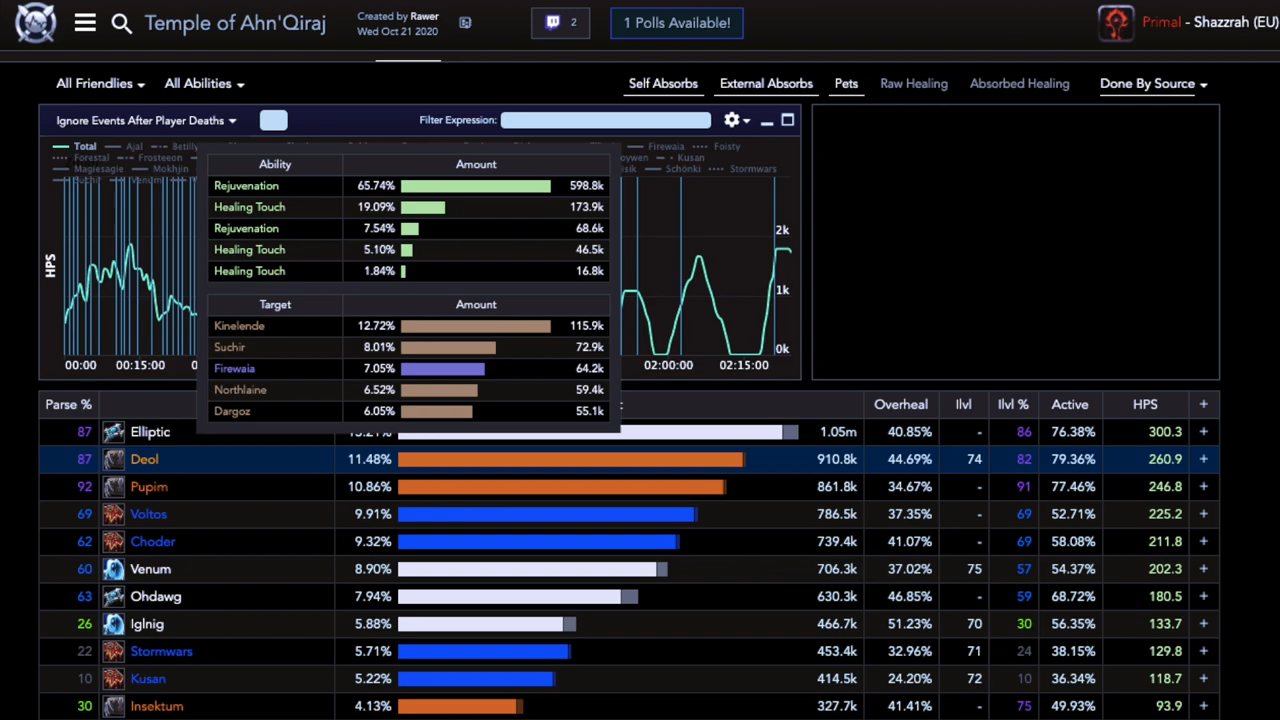 Temple of Ahn'Qiraj
Created by Rawer
Wed Oct 21 2020
2
1 Polls Available!
Primal - Shazzrah (EU)
All Friendlies
All Abilities
Self Absorbs
External Absorbs
Pets
Raw Healing
Absorbed Healing
Done By Source
Ignore Events After Player Deaths
Filter Expression:
Total Ajal Betily Firewaia Foisty
Forestal Frosteeon Kusan
Magiesagie Mokhjin Schonki Stormwars
HPS
2k
1k
0k
00:00 00:15:00 02:00:00 02:15:00
Ability Amount
Rejuvenation 65.74% 598.8k
Healing Touch 19.09% 173.9k
Rejuvenation 7.54% 68.6k
Healing Touch 5.10% 46.5k
Healing Touch 1.84% 16.8k
Target Amount
Kinelende 12.72% 115.9k
Suchir 8.01% 72.9k
Firewaia 7.05% 64.2k
Northlaine 6.52% 59.4k
Dargoz 6.05% 55.1k
Parse % Overheal Ilvl Ilvl % Active HPS +
87 Elliptic 1.05m 40.85% - 86 76.38% 300.3 +
87 Deol 11.48% 910.8k 44.69% 74 82 79.36% 260.9 +
92 Pupim 10.86% 861.8k 34.67% - 91 77.46% 246.8 +
69 Voltos 9.91% 786.5k 37.35% - 69 52.71% 225.2 +
62 Choder 9.32% 739.4k 41.07% - 69 58.08% 211.8 +
60 Venum 8.90% 706.3k 37.02% 75 57 54.37% 202.3 +
63 Ohdawg 7.94% 630.3k 46.85% - 59 68.72% 180.5 +
26 Iglnig 5.88% 466.7k 51.23% 70 30 56.35% 133.7 +
22 Stormwars 5.71% 453.4k 32.96% 71 24 38.15% 129.8 +
10 Kusan 5.22% 414.5k 24.20% 72 10 36.34% 118.7 +
30 Insektum 4.13% 327.7k 41.41% - 75 49.93% 93.9 +